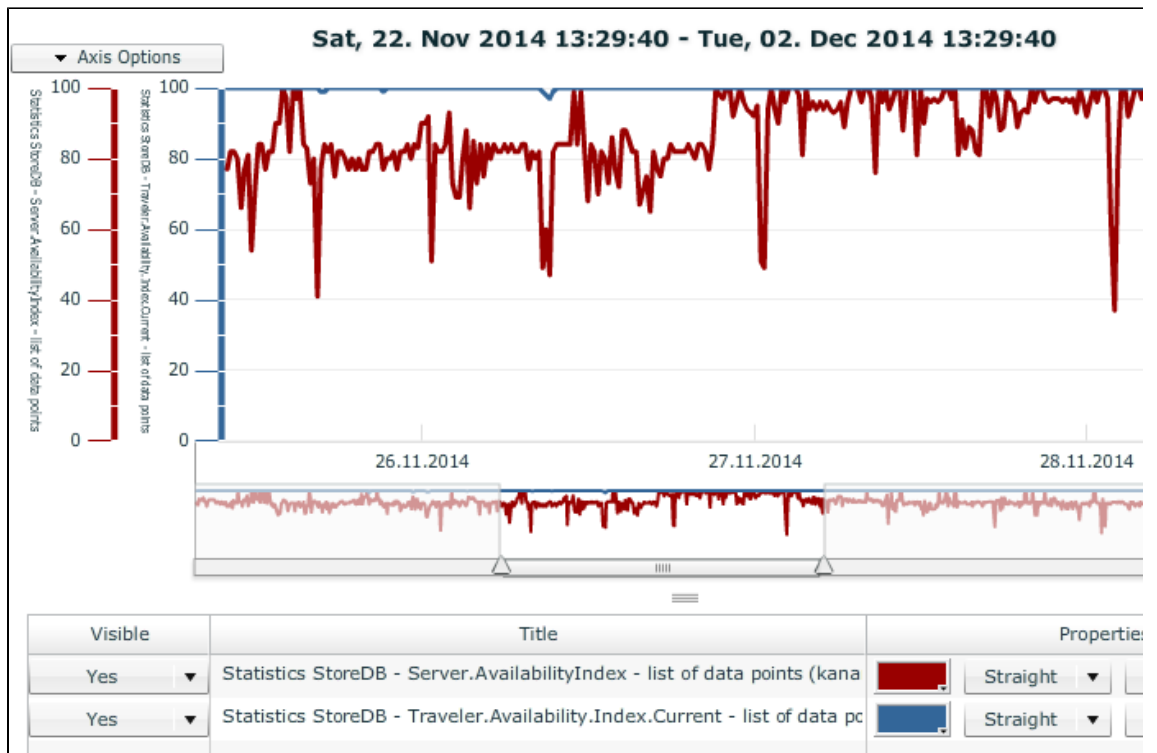 Sat, 22. Nov 2014 13:29:40 - Tue, 02. Dec 2014 13:29:40
Axis Options
Statistics StoreDB - Server.AvailabilityIndex - list of data points
100
80
60
40
20
0
Statistics StoreDB - Traveler.Availability.Index.Current - list of data points
100
80
60
40
20
0
26.11.2014 27.11.2014 28.11.2014
Visible Title Properties
Yes Statistics StoreDB - Server.AvailabilityIndex - list of data points (kana Straight
Yes Statistics StoreDB - Traveler.Availability.Index.Current - list of data po Straight